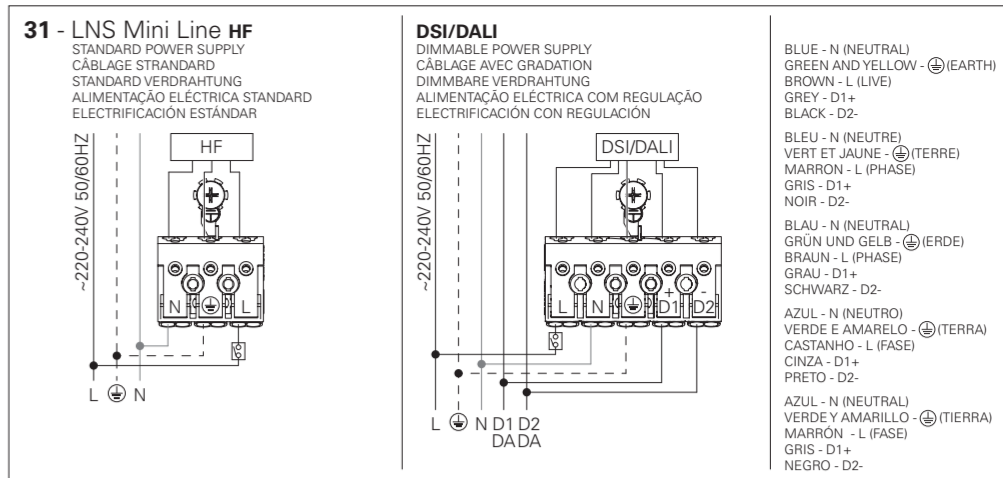 31 - LNS Mini Line HF
STANDARD POWER SUPPLY
CÂBLAGE STRANDARD
STANDARD VERDRAHTUNG
ALIMENTAÇÃO ELÉCTRICA STANDARD
ELECTRIFICACIÓN ESTÁNDAR
~220-240V 50/60HZ
HF
N L
L N
DSI/DALI
DIMMABLE POWER SUPPLY
CÂBLAGE AVEC GRADATION
DIMMBARE VERDRAHTUNG
ALIMENTAÇÃO ELÉCTRICA COM REGULAÇÃO
ELECTRIFICACIÓN CON REGULACIÓN
~220-240V 50/60HZ
DSI/DALI
+ -
L N D1 D2
L N D1 D2
DA DA
BLUE - N (NEUTRAL)
GREEN AND YELLOW - (EARTH)
BROWN - L (LIVE)
GREY - D1+
BLACK - D2-
BLEU - N (NEUTRE)
VERT ET JAUNE - (TERRE)
MARRON - L (PHASE)
GRIS - D1+
NOIR - D2-
BLAU - N (NEUTRAL)
GRÜN UND GELB - (ERDE)
BRAUN - L (PHASE)
GRAU - D1+
SCHWARZ - D2-
AZUL - N (NEUTRO)
VERDE E AMARELO - (TERRA)
CASTANHO - L (FASE)
CINZA - D1+
PRETO - D2-
AZUL - N (NEUTRAL)
VERDE Y AMARILLO - (TIERRA)
MARRÓN - L (FASE)
GRIS - D1+
NEGRO - D2-